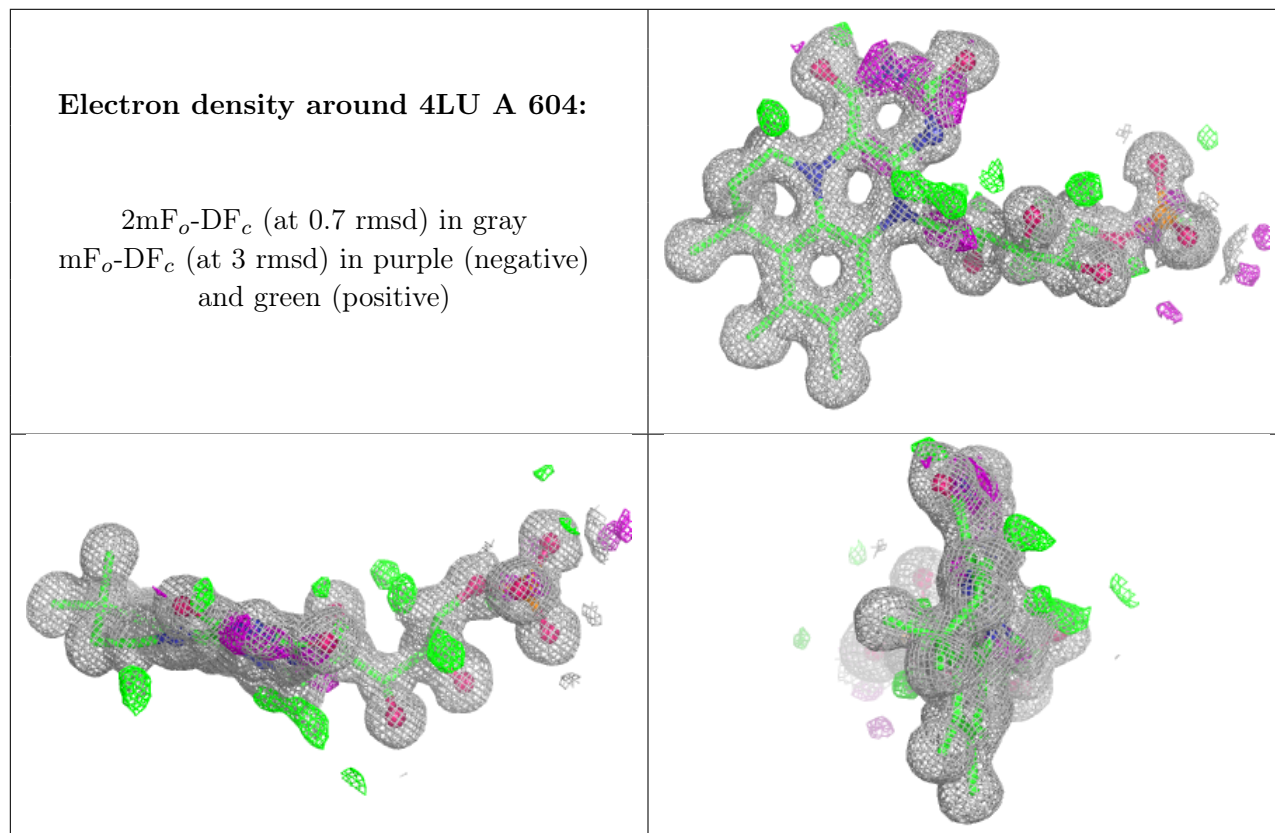 Electron density around 4LU A 604:
2mFo-DFc (at 0.7 rmsd) in gray
mFo-DFc (at 3 rmsd) in purple (negative)
and green (positive)